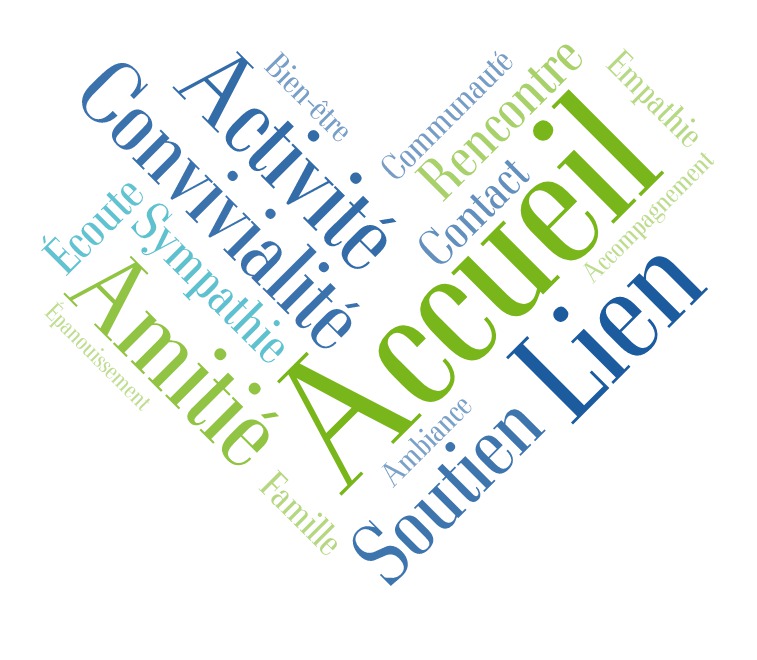 Bien-être
Activité
Convivialité
Communauté
Rencontre
Empathie
Contact
Accueil
Accompagnement
Écoute
Sympathie
Amitié
Épanouissement
Lien
Ambiance
Soutien
Famille